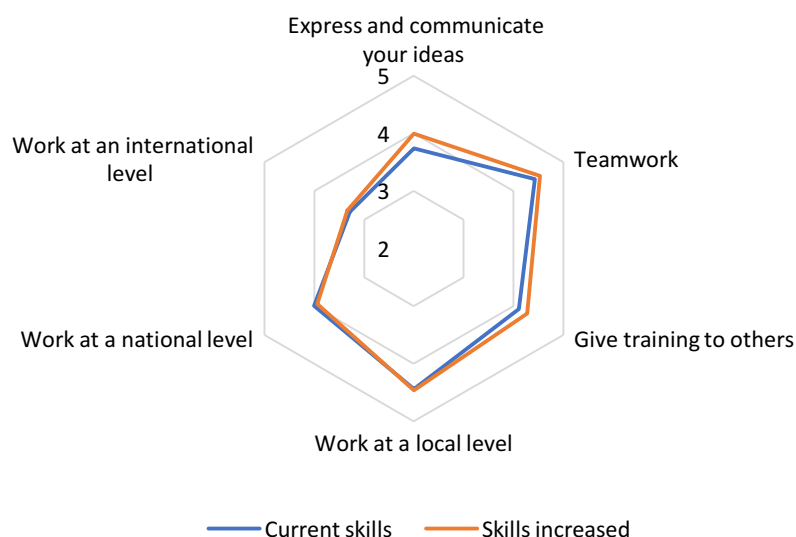 Express and communicate
your ideas
5
4
3
2
Work at an international
level
Teamwork
Work at a national level
Give training to others
Work at a local level
Current skills
Skills increased